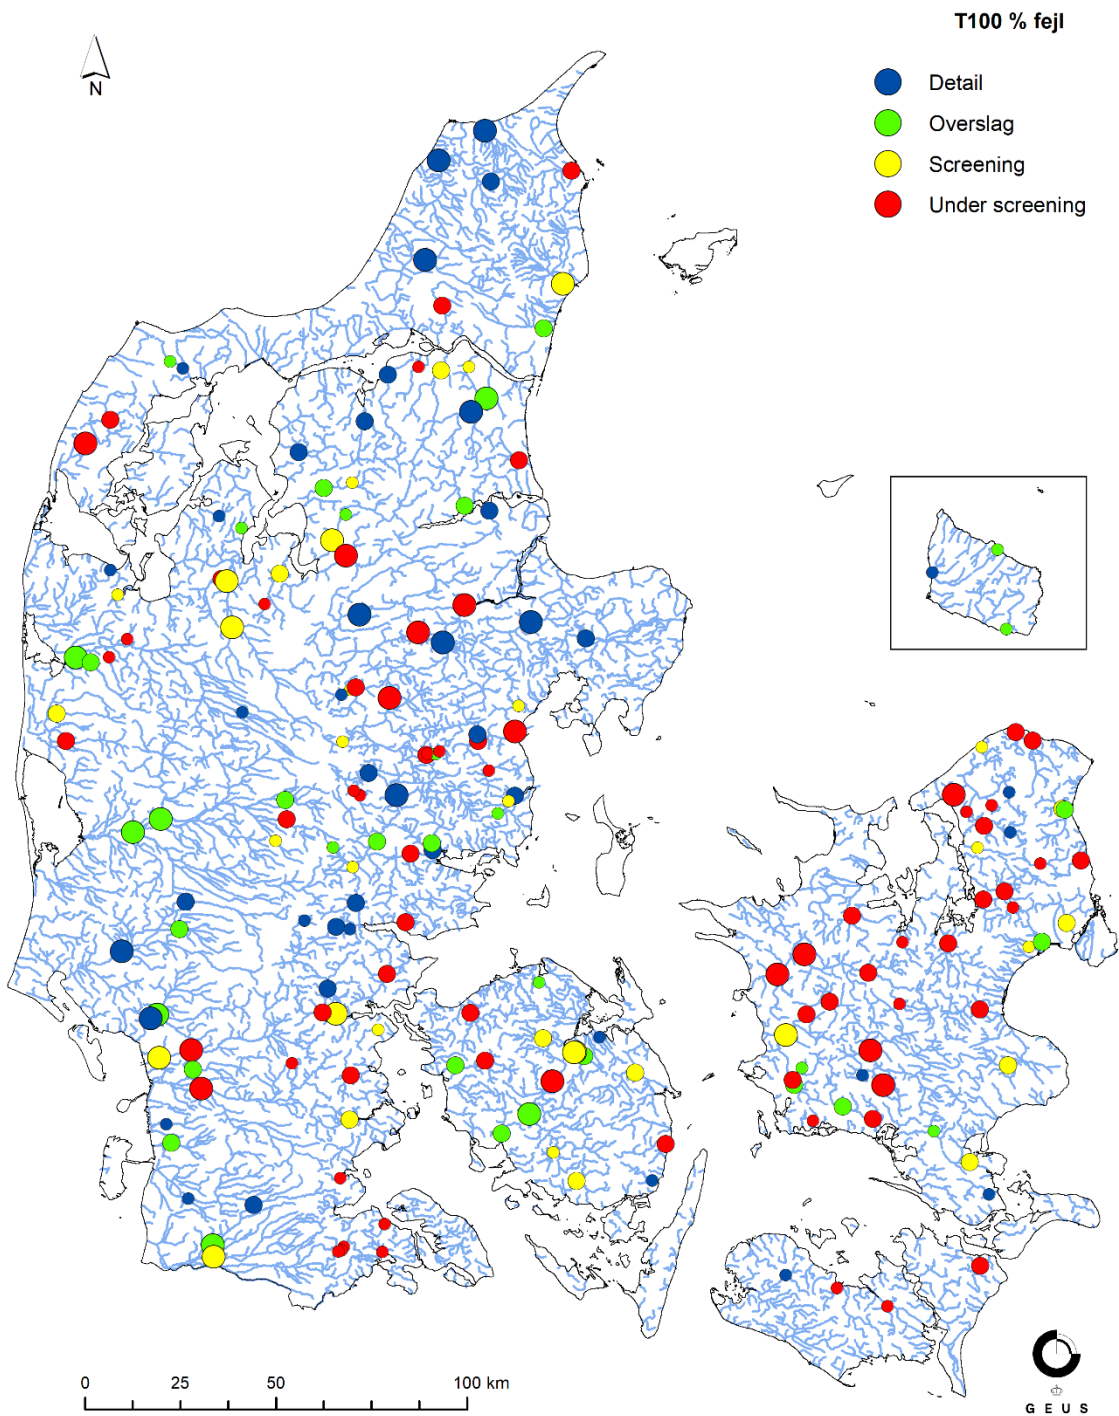 T100 % fejl
N
Detail
Overslag
Screening
Under screening
0 25 50 100 km
G E U S